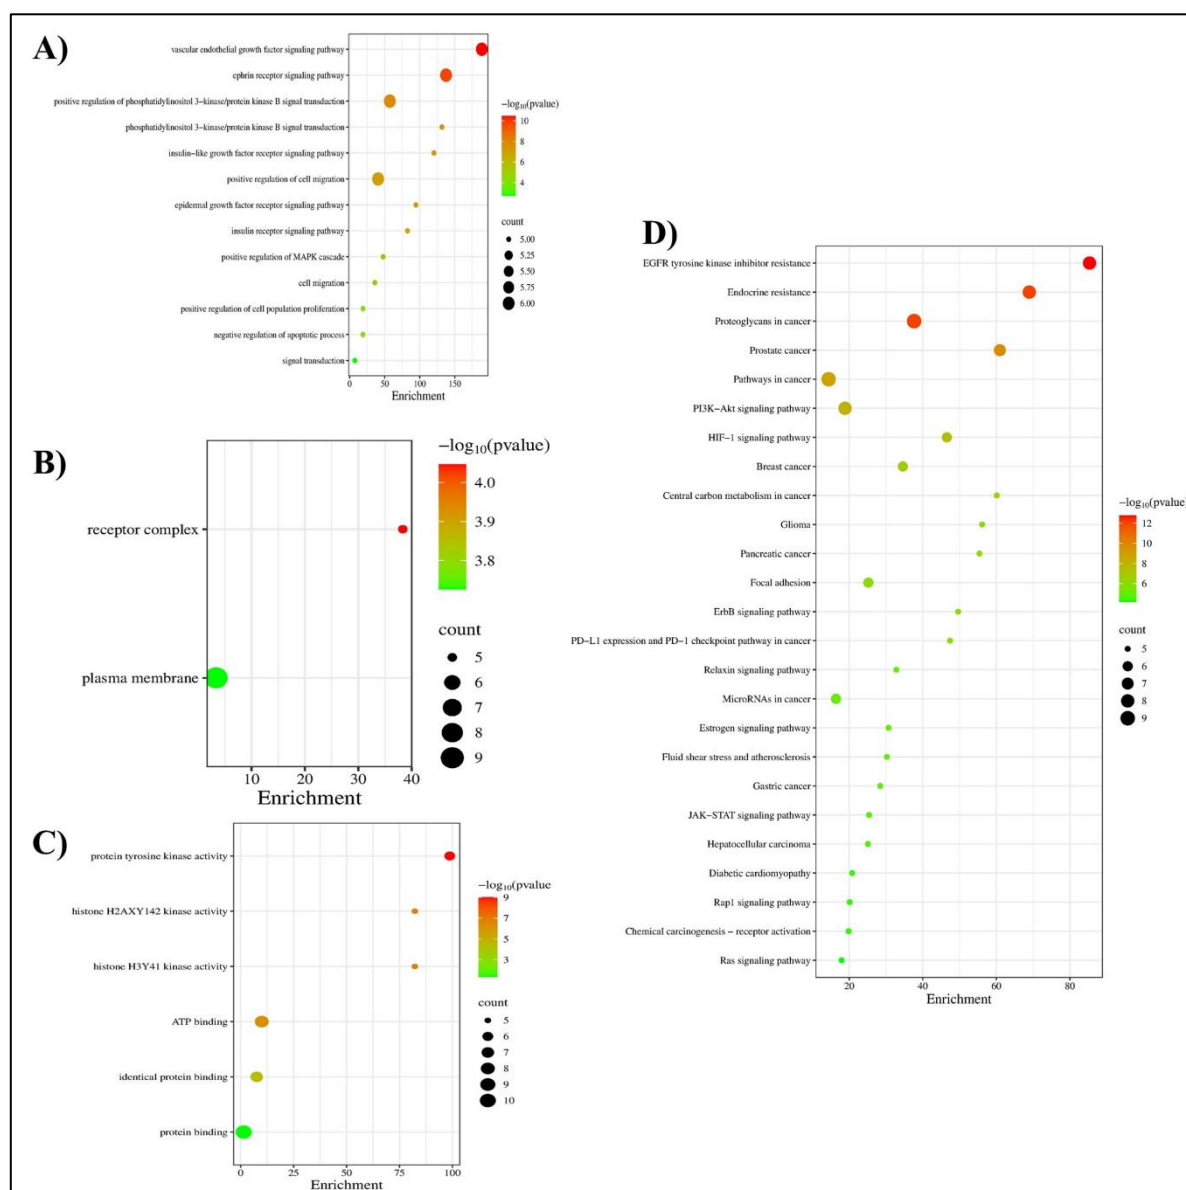 A)
vascular endothelial growth factor signaling pathway
ephrin receptor signaling pathway
positive regulation of phosphatidylinositol 3−kinase/protein kinase B signal transduction
phosphatidylinositol 3−kinase/protein kinase B signal transduction
insulin−like growth factor receptor signaling pathway
positive regulation of cell migration
epidermal growth factor receptor signaling pathway
insulin receptor signaling pathway
positive regulation of MAPK cascade
cell migration
positive regulation of cell population proliferation
negative regulation of apoptotic process
signal transduction
0 50 100 150
Enrichment
−log10(pvalue)
10
8
6
4
count
5.00
5.25
5.50
5.75
6.00
B)
receptor complex
plasma membrane
10 20 30 40
Enrichment
−log10(pvalue)
4.0
3.9
3.8
count
5
6
7
8
9
C)
protein tyrosine kinase activity
histone H2AXY142 kinase activity
histone H3Y41 kinase activity
ATP binding
identical protein binding
protein binding
0 25 50 75 100
Enrichment
−log10(pvalue
9
7
5
3
count
5
6
7
8
9
10
D)
EGFR tyrosine kinase inhibitor resistance
Endocrine resistance
Proteoglycans in cancer
Prostate cancer
Pathways in cancer
PI3K−Akt signaling pathway
HIF−1 signaling pathway
Breast cancer
Central carbon metabolism in cancer
Glioma
Pancreatic cancer
Focal adhesion
ErbB signaling pathway
PD−L1 expression and PD−1 checkpoint pathway in cancer
Relaxin signaling pathway
MicroRNAs in cancer
Estrogen signaling pathway
Fluid shear stress and atherosclerosis
Gastric cancer
JAK−STAT signaling pathway
Hepatocellular carcinoma
Diabetic cardiomyopathy
Rap1 signaling pathway
Chemical carcinogenesis − receptor activation
Ras signaling pathway
20 40 60 80
Enrichment
−log10(pvalue)
12
10
8
6
count
5
6
7
8
9